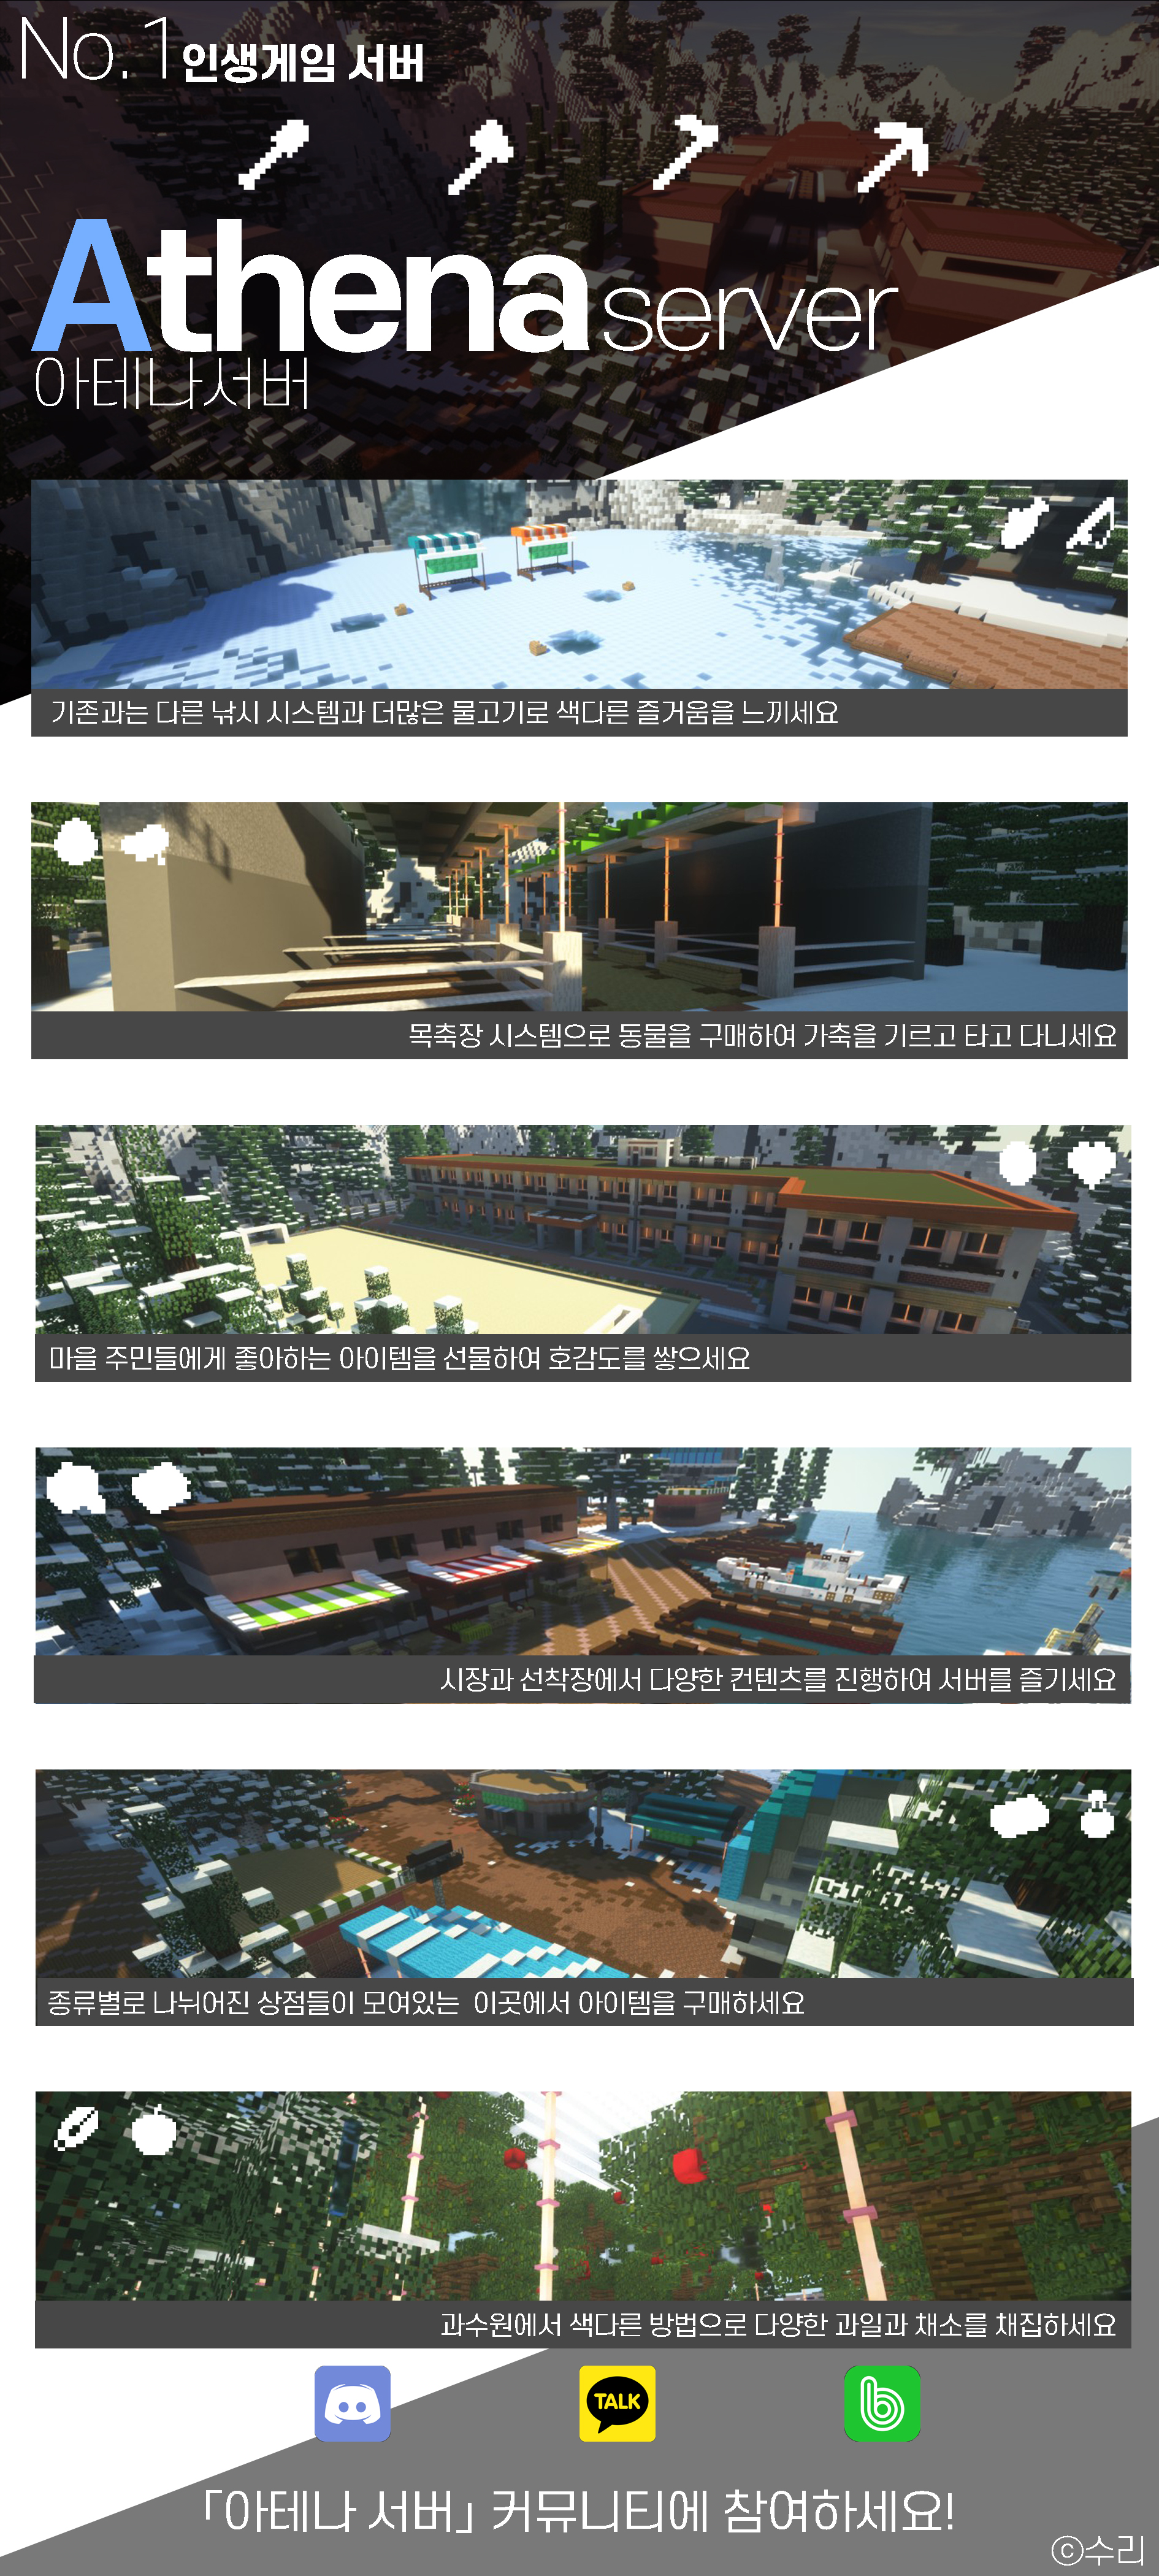 No.1 인생게임 서버
Athena server
아테나서버
기존과는 다른 낚시 시스템과 더많은 물고기로 색다른 즐거움을 느끼세요
목축장 시스템으로 동물을 구매하여 가축을 기르고 타고 다니세요
마을 주민들에게 좋아하는 아이템을 선물하여 호감도를 쌓으세요
시장과 선착장에서 다양한 컨텐츠를 진행하여 서버를 즐기세요
종류별로 나뉘어진 상점들이 모여있는 이곳에서 아이템을 구매하세요
과수원에서 색다른 방법으로 다양한 과일과 채소를 채집하세요
TALK
「아테나 서버」 커뮤니티에 참여하세요!
ⓒ수리